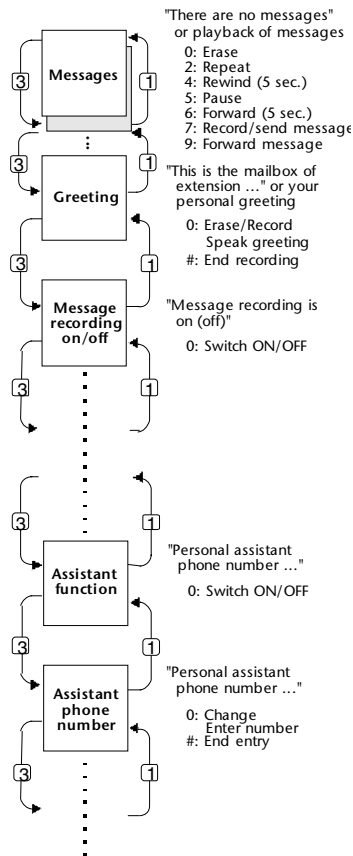 "There are no messages"
or playback of messages
0: Erase
2: Repeat
4: Rewind (5 sec.)
5: Pause
6: Forward (5 sec.)
7: Record/send message
9: Forward message
Messages
3
1
3
1
"This is the mailbox of
extension ..." or your
personal greeting
0: Erase/Record
Speak greeting
#: End recording
Greeting
3
1
"Message recording is
on (off)"
0: Switch ON/OFF
Message
recording
on/off
3
1
3
1
"Personal assistant
phone number ..."
0: Switch ON/OFF
Assistant
function
3
1
"Personal assistant
phone number ..."
0: Change
Enter number
#: End entry
Assistant
phone
number
3
1